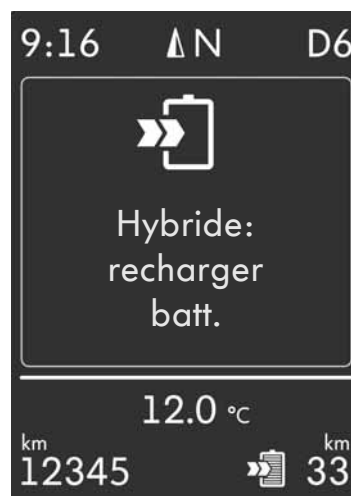 9:16 N D6
Hybride:
recharger
batt.
12.0 °C
km km
12345 33